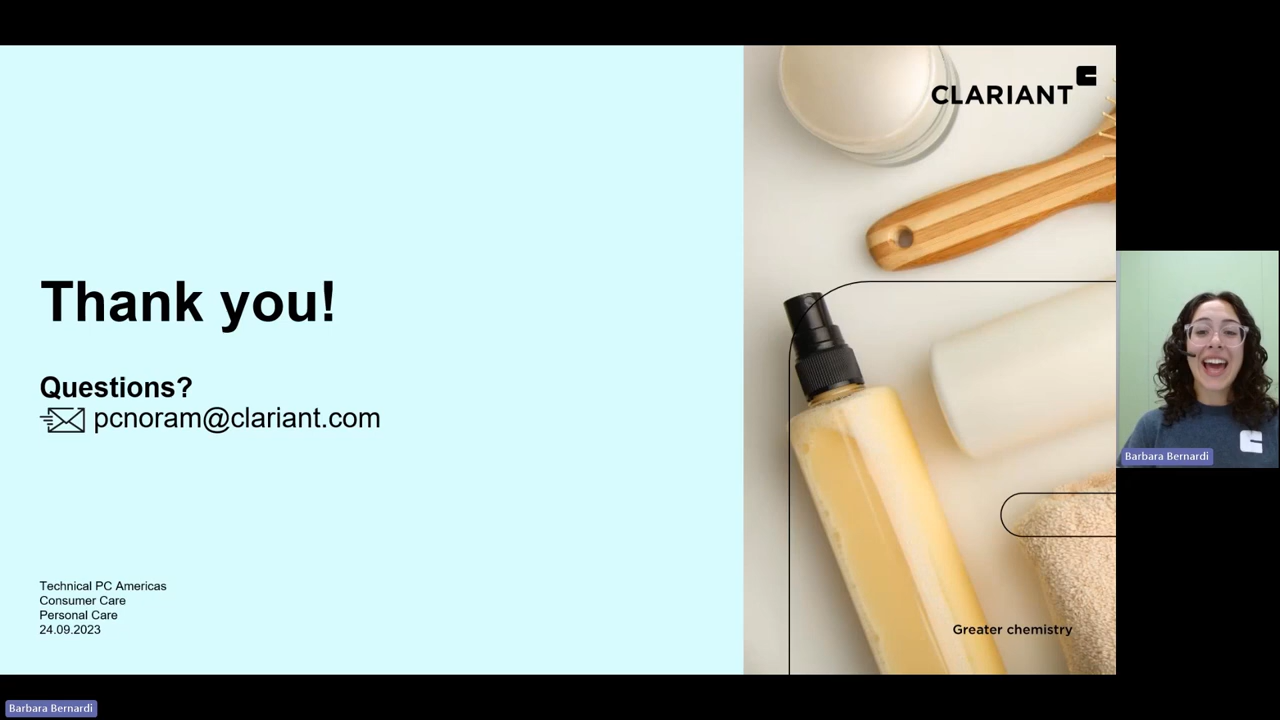 CLARIANT
Thank you!
Questions?
pcnoram@clariant.com
Technical PC Americas
Consumer Care
Personal Care
24.09.2023
Greater chemistry
Barbara Bernardi
Barbara Bernardi